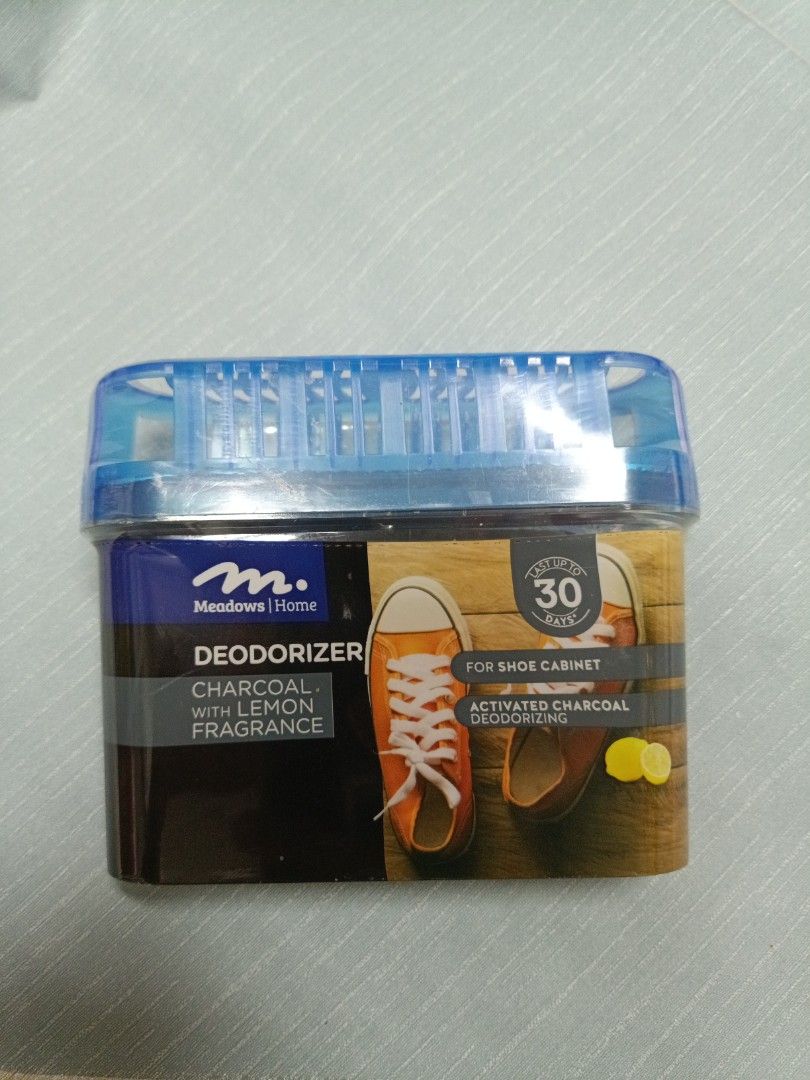 m.
Meadows | Home
DEODORIZER
CHARCOAL
WITH LEMON
FRAGRANCE
LAST UP TO
30
DAYS*
FOR SHOE CABINET
ACTIVATED CHARCOAL
DEODORIZING